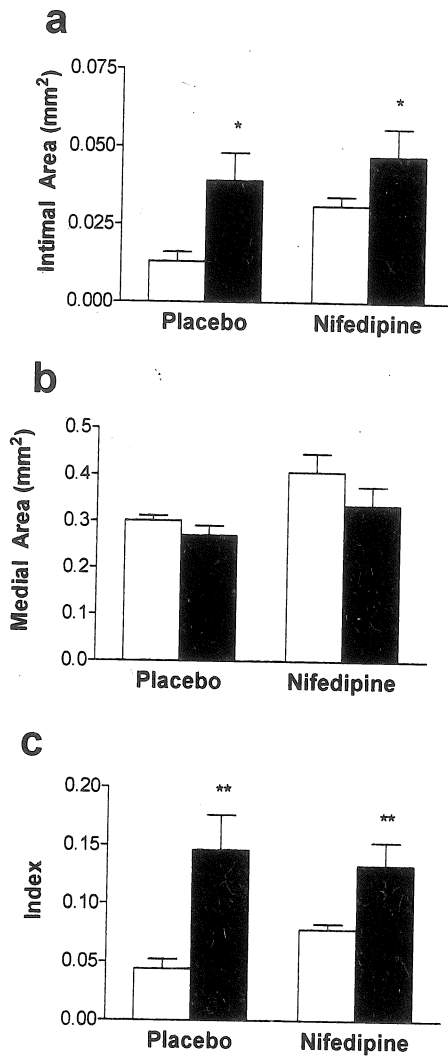 a
Intimal Area (mm²)
0.075
0.050
0.025
0.000
*
*
Placebo
Nifedipine
b
Medial Area (mm²)
0.5
0.4
0.3
0.2
0.1
0.0
Placebo
Nifedipine
c
Index
0.20
0.15
0.10
0.05
0.00
**
**
Placebo
Nifedipine